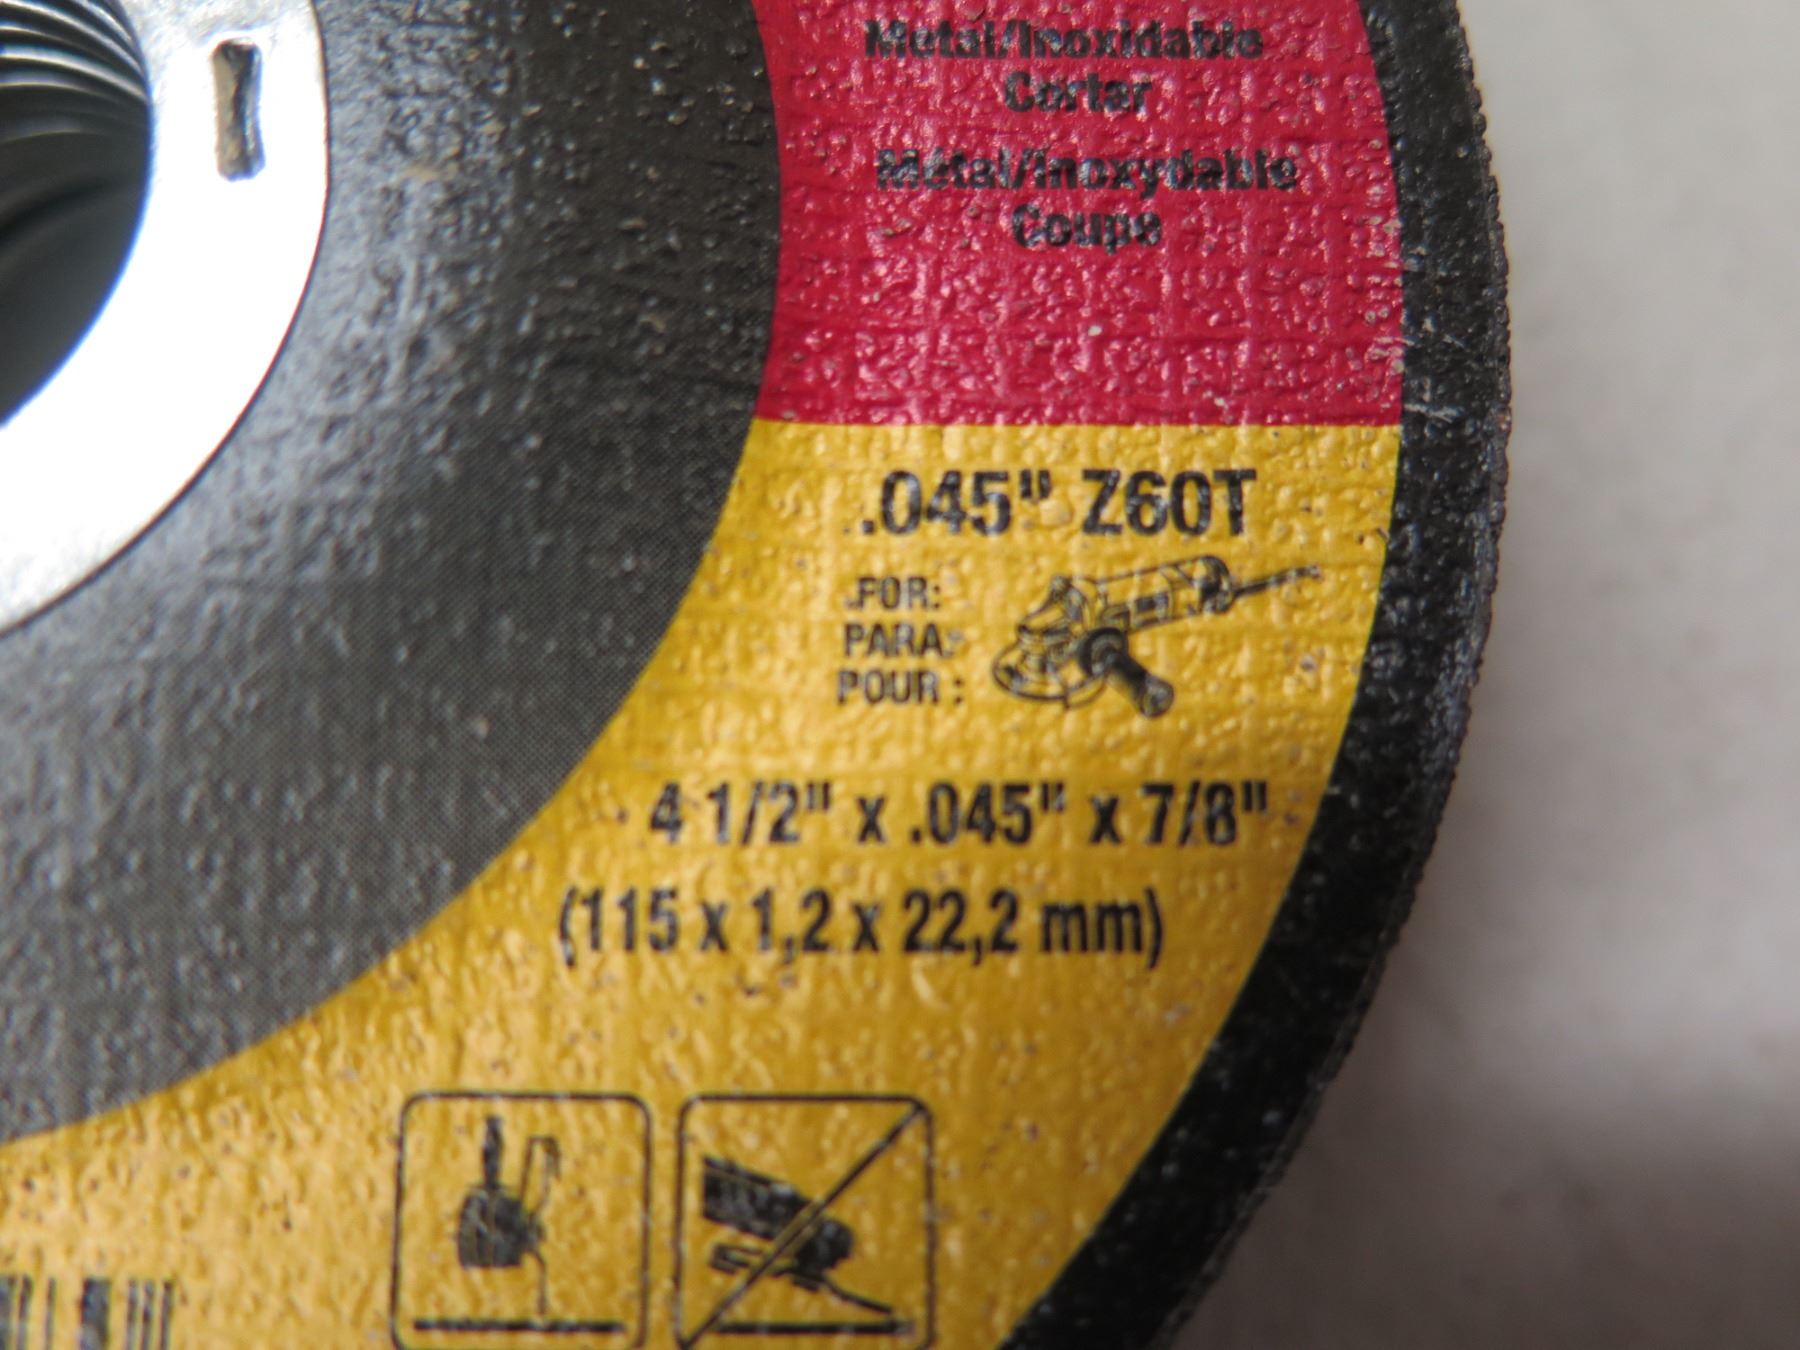 Metal/Inoxidable
Cortar
Métal/Inoxydable
Coupe
.045" Z60T
FOR:
PARA:
POUR :
4 1/2" x .045" x 7/8"
(115 x 1,2 x 22,2 mm)